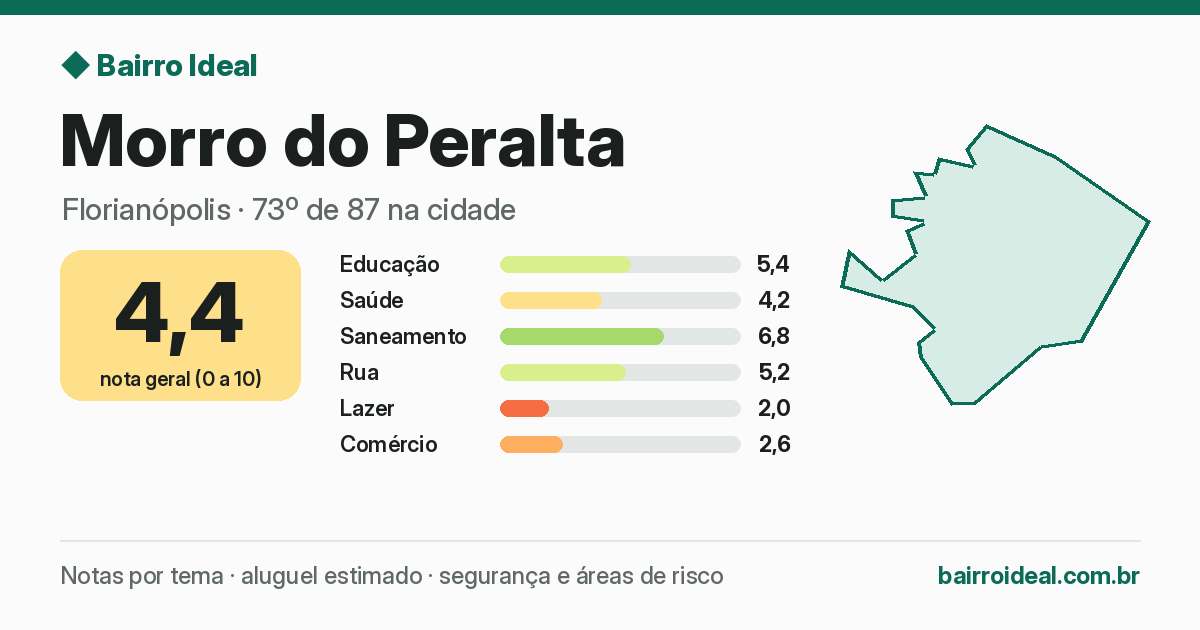 Bairro Ideal
Morro do Peralta
Florianópolis · 73º de 87 na cidade
4,4
nota geral (0 a 10)
Educação 5,4
Saúde 4,2
Saneamento 6,8
Rua 5,2
Lazer 2,0
Comércio 2,6
Notas por tema · aluguel estimado · segurança e áreas de risco
bairroideal.com.br